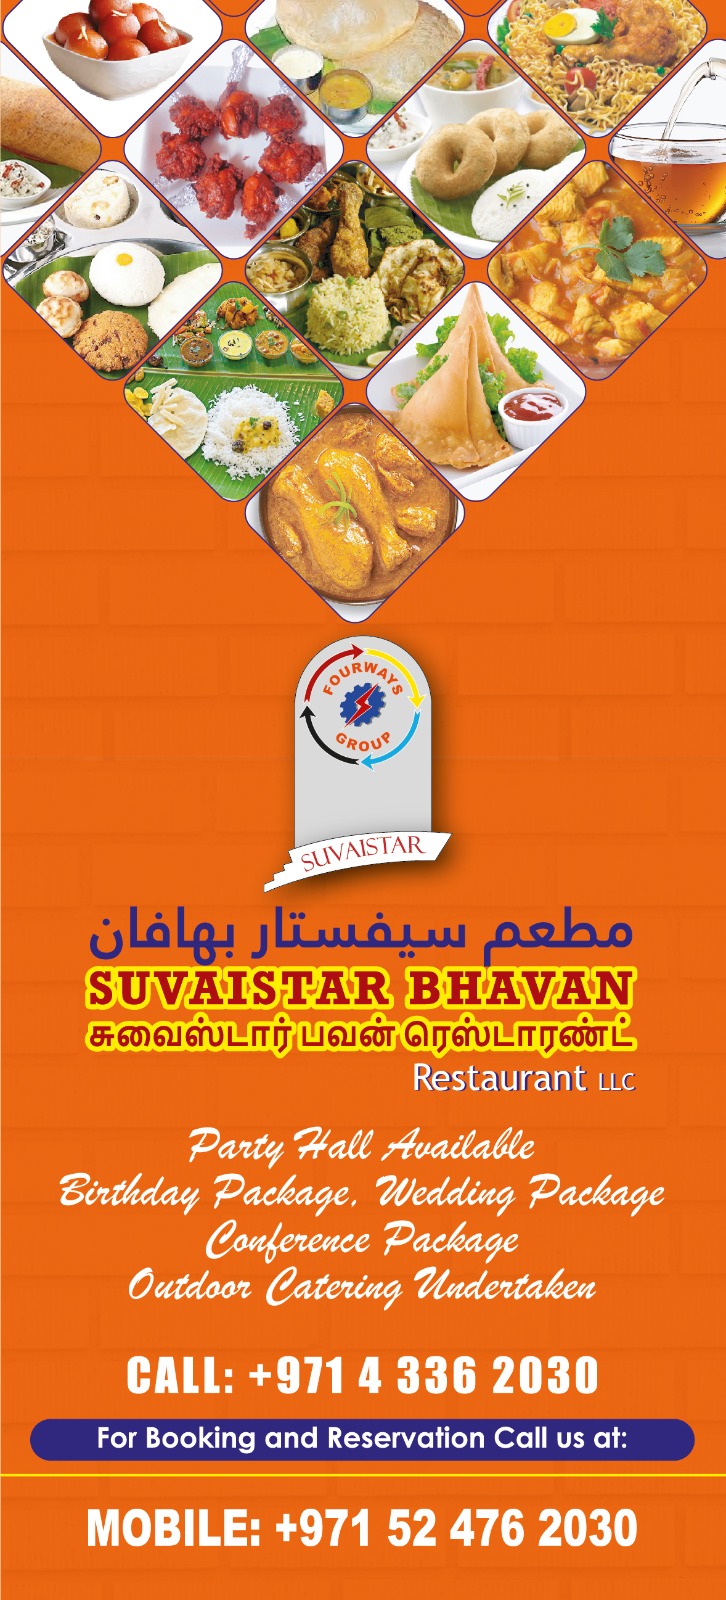 FOURWAYS
GROUP
SUVAISTAR
مطعم سيفستار بهافان
SUVAISTAR BHAVAN
சுவைஸ்டார் பவன் ரெஸ்டாரண்ட்
Restaurant LLC
Party Hall Available
Birthday Package, Wedding Package
Conference Package
Outdoor Catering Undertaken
CALL: +971 4 336 2030
For Booking and Reservation Call us at:
MOBILE: +971 52 476 2030